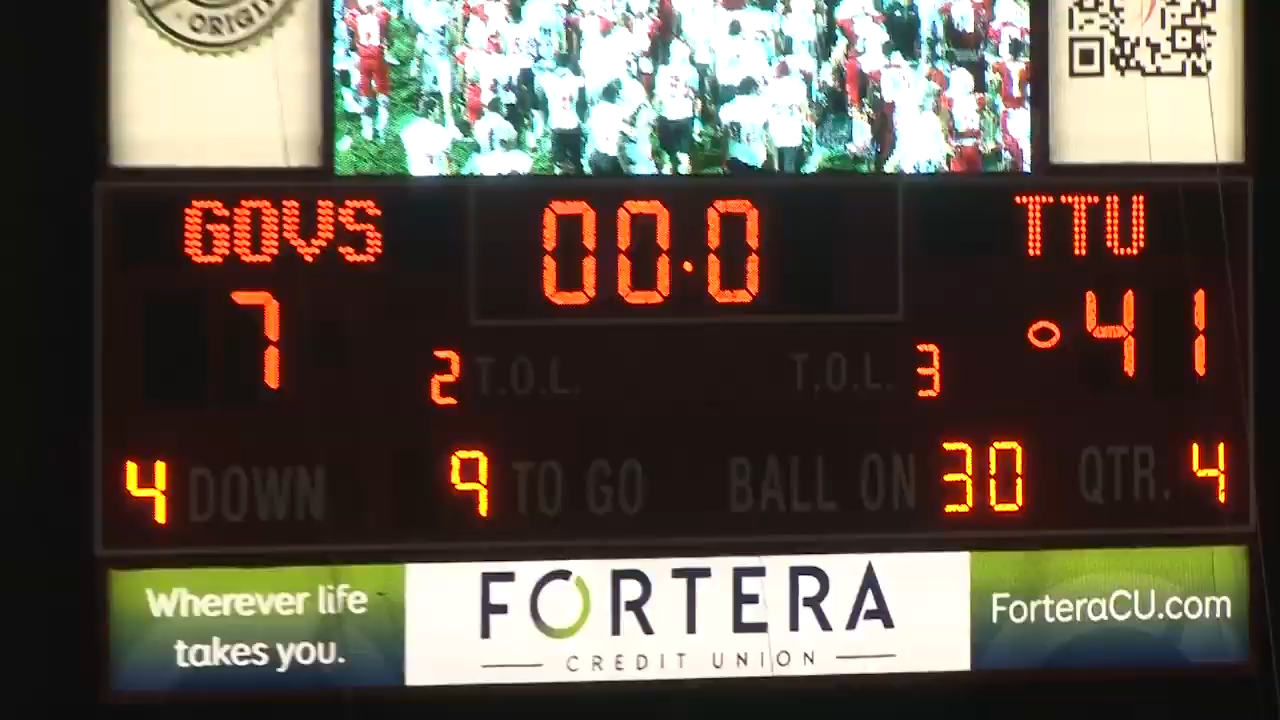 · ORIGI
GOVS 00.0 TTU
7 41
2 T.O.L. T.O.L. 3
4 DOWN 9 TO GO BALL ON 30 QTR. 4
Wherever life
takes you.
FORTERA
CREDIT UNION
ForteraCU.com